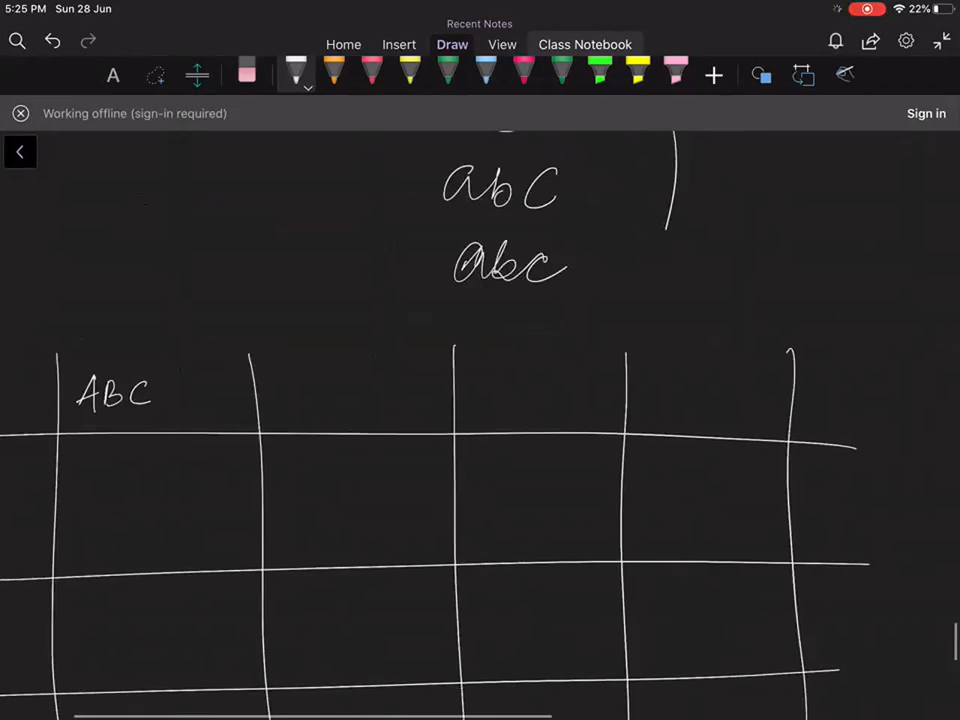 5:25 PM Sun 28 Jun 22%
Recent Notes
Home Insert Draw View Class Notebook
A
Working offline (sign-in required) Sign in
abC
abc
ABC